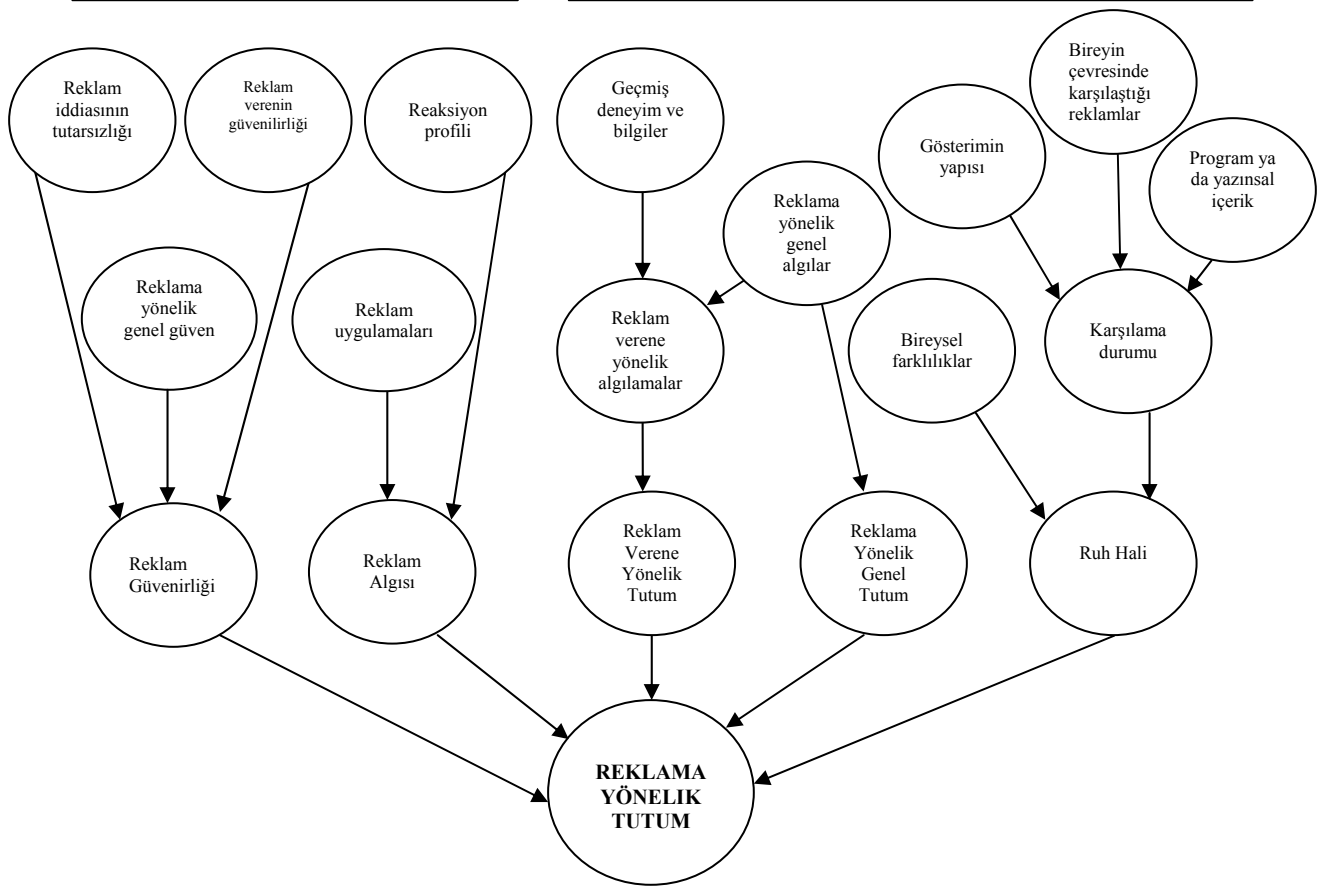 Reklam
iddiasının
tutarsızlığı
Reklam
verenin
güvenilirliği
Reaksiyon
profili
Geçmiş
deneyim ve
bilgiler
Bireyin
çevresinde
karşılaştığı
reklamlar
Gösterimin
yapısı
Program ya
da yazınsal
içerik
Reklama
yönelik
genel
algılar
Reklama
yönelik
genel güven
Reklam
uygulamaları
Reklam
verene
yönelik
algılamalar
Bireysel
farklılıklar
Karşılama
durumu
Reklam
Güvenirliği
Reklam
Algısı
Reklam
Verene
Yönelik
Tutum
Reklama
Yönelik
Genel
Tutum
Ruh Hali
REKLAMA
YÖNELIK
TUTUM